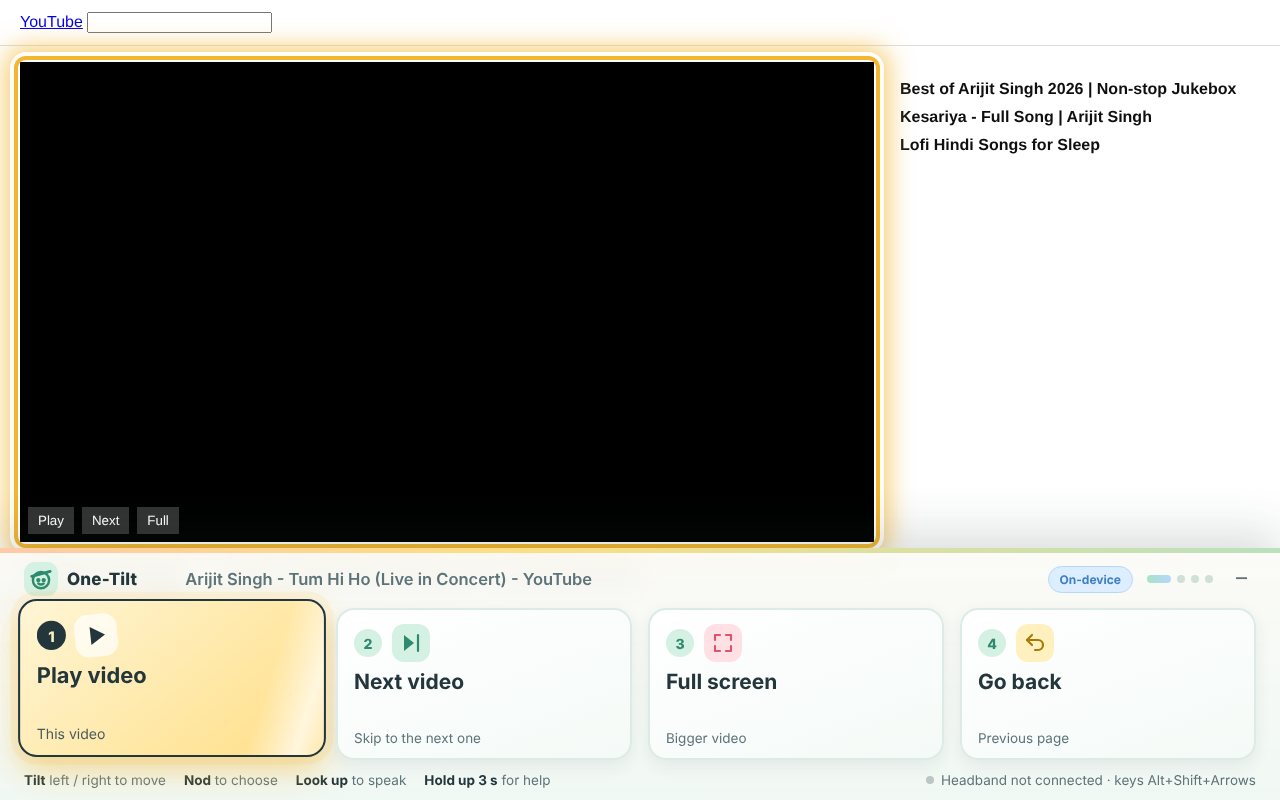 YouTube
Best of Arijit Singh 2026 | Non-stop Jukebox
Kesariya - Full Song | Arijit Singh
Lofi Hindi Songs for Sleep
Play Next Full
One-Tilt Arijit Singh - Tum Hi Ho (Live in Concert) - YouTube On-device
1
Play video
This video
2
Next video
Skip to the next one
3
Full screen
Bigger video
4
Go back
Previous page
Tilt left / right to move Nod to choose Look up to speak Hold up 3 s for help Headband not connected · keys Alt+Shift+Arrows